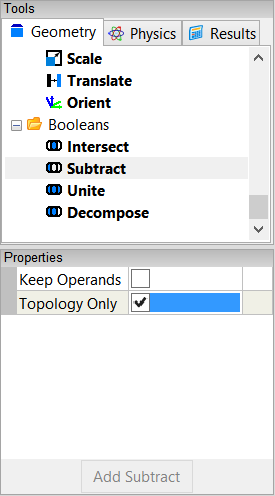 Tools
Geometry Physics Results
Scale
Translate
Orient
Booleans
Intersect
Subtract
Unite
Decompose
Properties
Keep Operands
Topology Only
Add Subtract